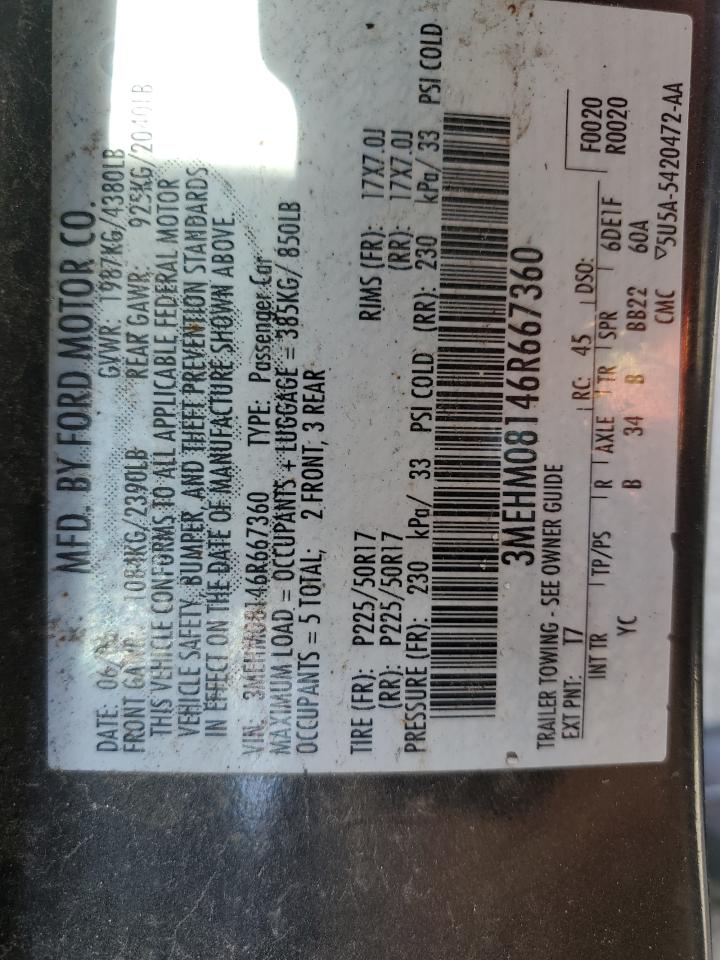 MFD. BY FORD MOTOR CO.
DATE: 06/ GVWR: 1987KG/4380LB
FRONT GAWR: 1084KG/2390LB REAR GAWR: 925KG/2040LB
THIS VEHICLE CONFORMS TO ALL APPLICABLE FEDERAL MOTOR
VEHICLE SAFETY, BUMPER, AND THEFT PREVENTION STANDARDS
IN EFFECT ON THE DATE OF MANUFACTURE SHOWN ABOVE.
VIN: 3MEHM08146R667360 TYPE: Passenger Car
MAXIMUM LOAD = OCCUPANTS + LUGGAGE = 385KG/ 850LB
OCCUPANTS = 5 TOTAL, 2 FRONT, 3 REAR
TIRE (FR): P225/50R17 RIMS (FR): 17X7.0J
(RR): P225/50R17 (RR): 17X7.0J
PRESSURE (FR): 230 kPa/ 33 PSI COLD (RR): 230 kPa/ 33 PSI COLD
3MEHM08146R667360
TRAILER TOWING - SEE OWNER GUIDE
EXT PNT: T7 RC: 45 DSO: F0020
R0020
INT TR TP/PS R AXLE TR SPR 6DE1F
YC B 34 B BB22 60A
CMC ▽5U5A-5420472-AA